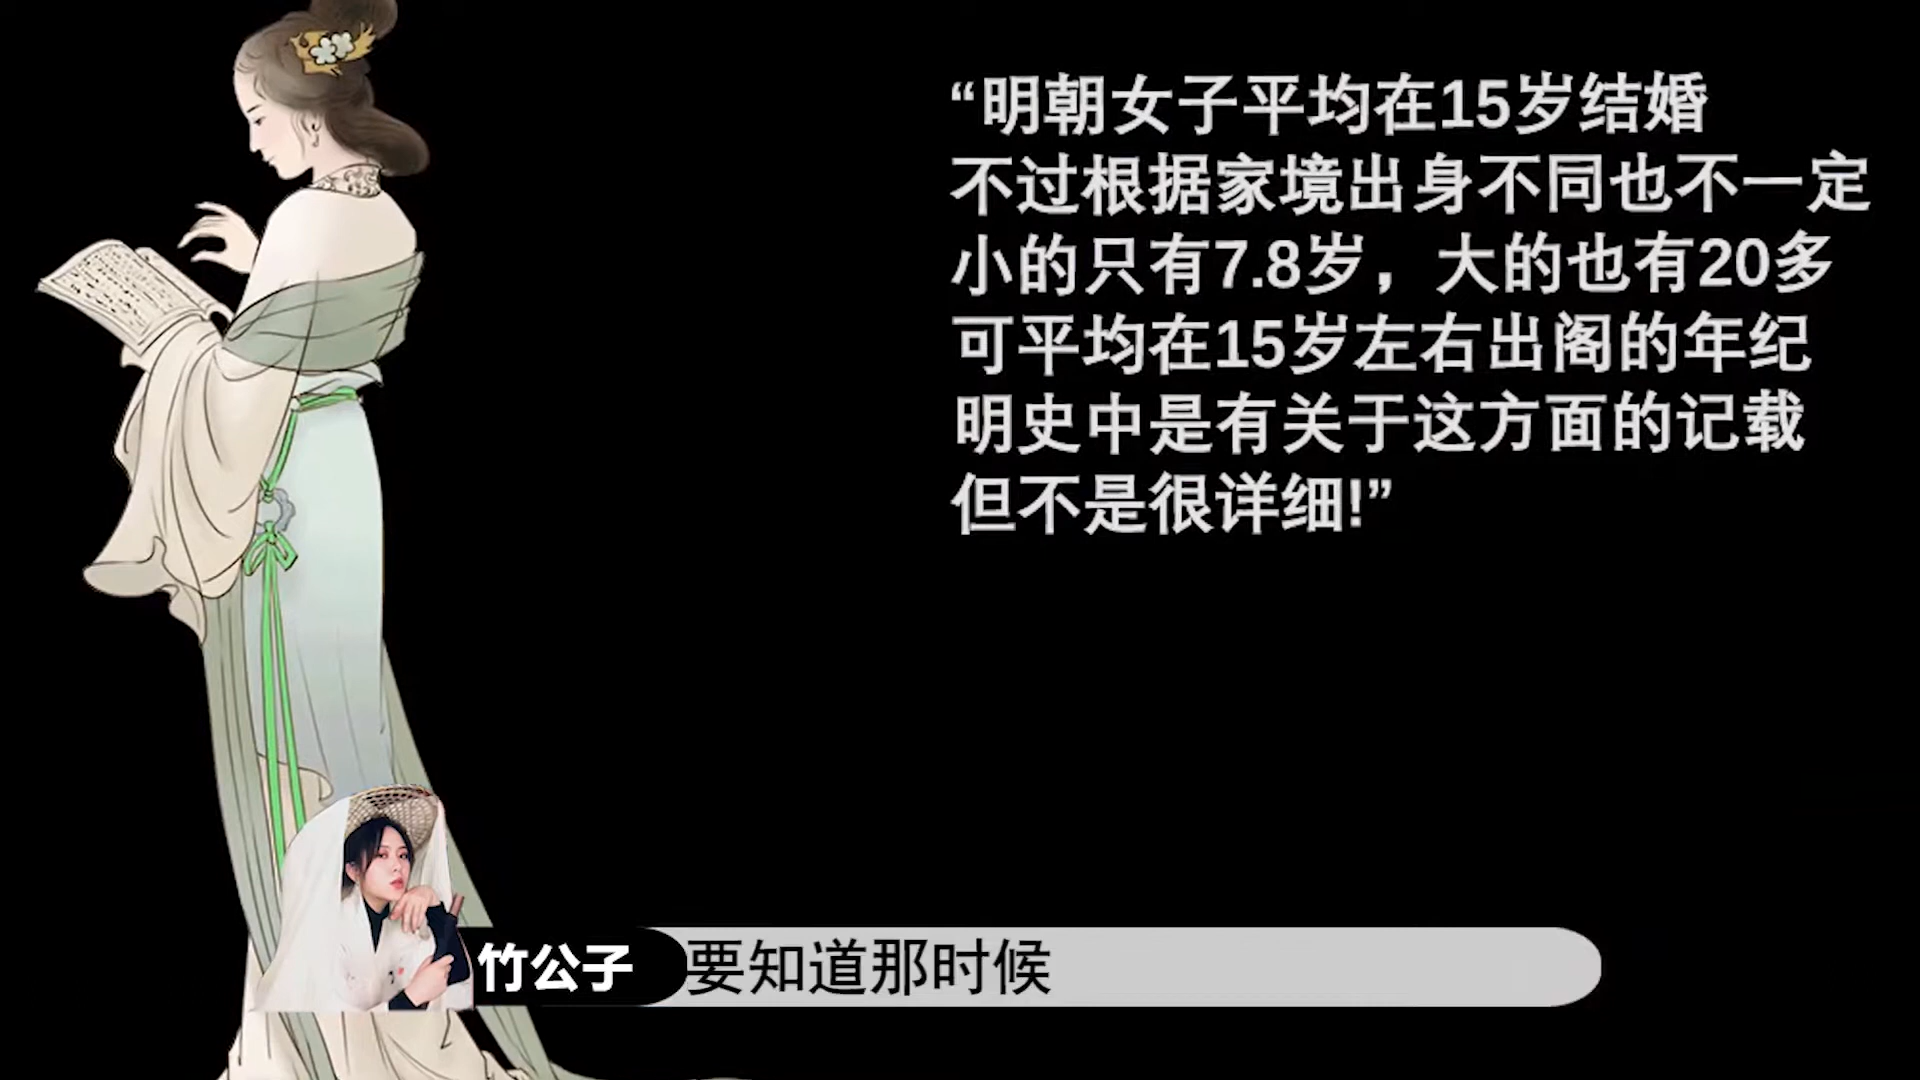 “明朝女子平均在15岁结婚
不过根据家境出身不同也不一定
小的只有7.8岁，大的也有20多
可平均在15岁左右出阁的年纪
明史中是有关于这方面的记载
但不是很详细!”
竹公子
要知道那时候